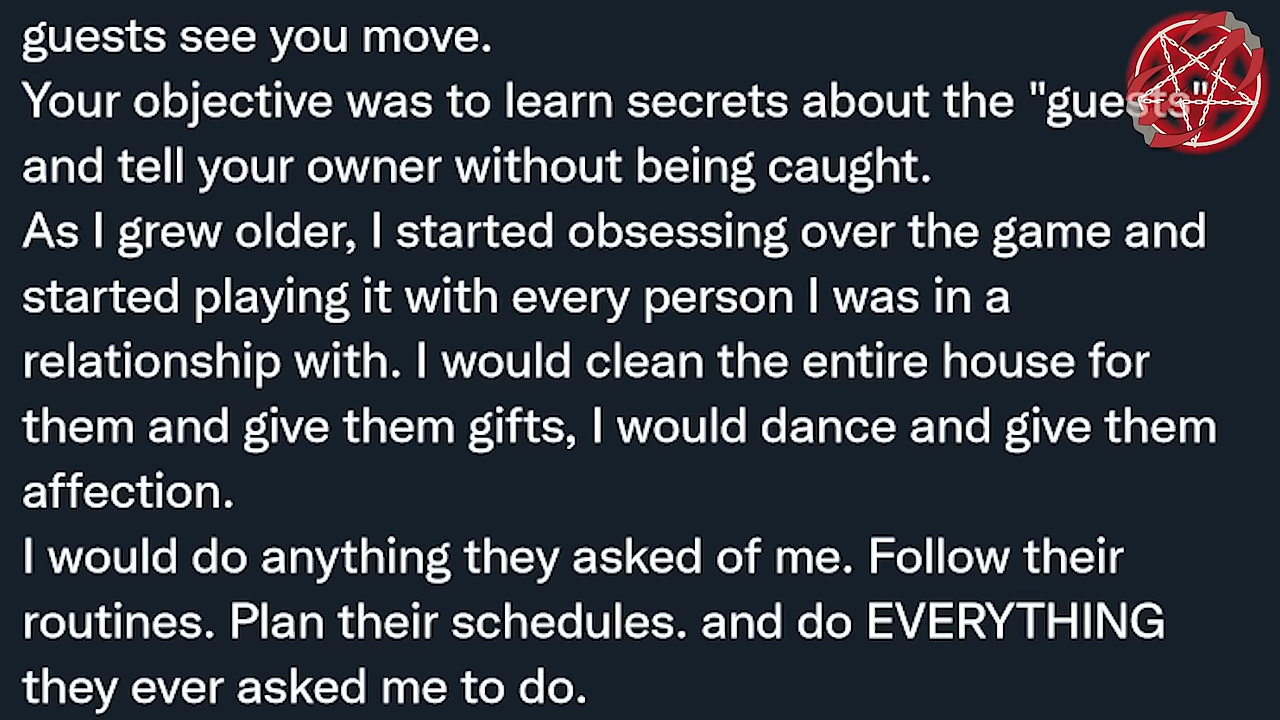 guests see you move.
Your objective was to learn secrets about the "guests"
and tell your owner without being caught.
As I grew older, I started obsessing over the game and
started playing it with every person I was in a
relationship with. I would clean the entire house for
them and give them gifts, I would dance and give them
affection.
I would do anything they asked of me. Follow their
routines. Plan their schedules. and do EVERYTHING
they ever asked me to do.